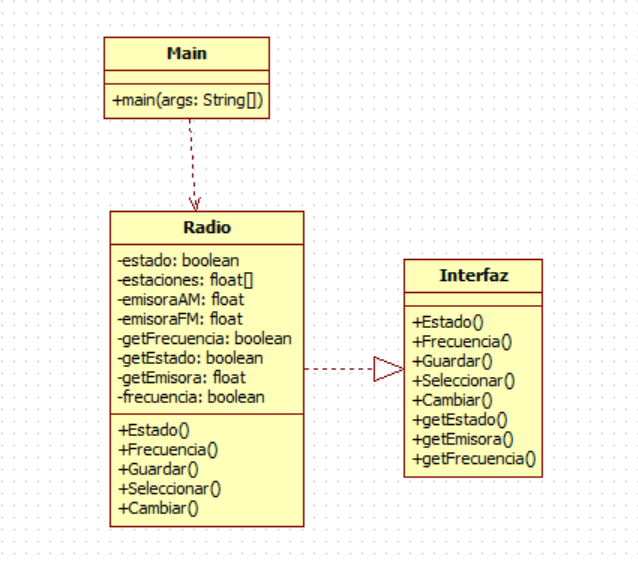 Main
+main(args: String[])
Radio
-estado: boolean
-estaciones: float[]
-emisoraAM: float
-emisoraFM: float
-getFrecuencia: boolean
-getEstado: boolean
-getEmisora: float
-frecuencia: boolean
+Estado()
+Frecuencia()
+Guardar()
+Seleccionar()
+Cambiar()
Interfaz
+Estado()
+Frecuencia()
+Guardar()
+Seleccionar()
+Cambiar()
+getEstado()
+getEmisora()
+getFrecuencia()